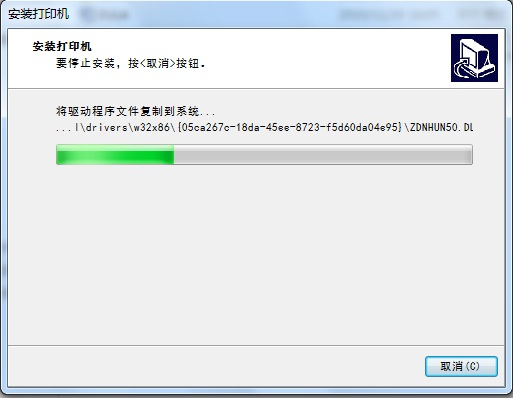 安装打印机
安装打印机
要停止安装，按<取消>按钮。
将驱动程序文件复制到系统...
...l\drivers\w32x86\{05ca267c-18da-45ee-8723-f5d60da04e95}\ZDNHUN50.DL
取消(C)